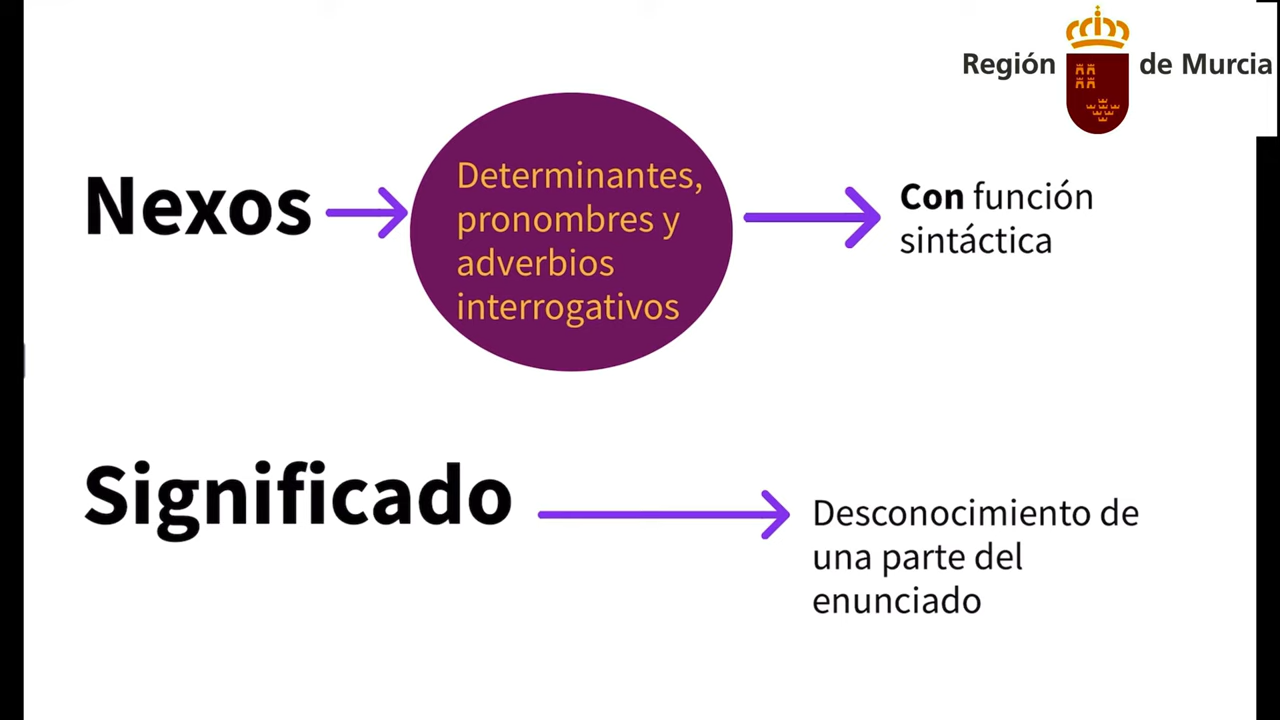 Región de Murcia
Nexos
Determinantes,
pronombres y
adverbios
interrogativos
Con función
sintáctica
Significado
Desconocimiento de
una parte del
enunciado